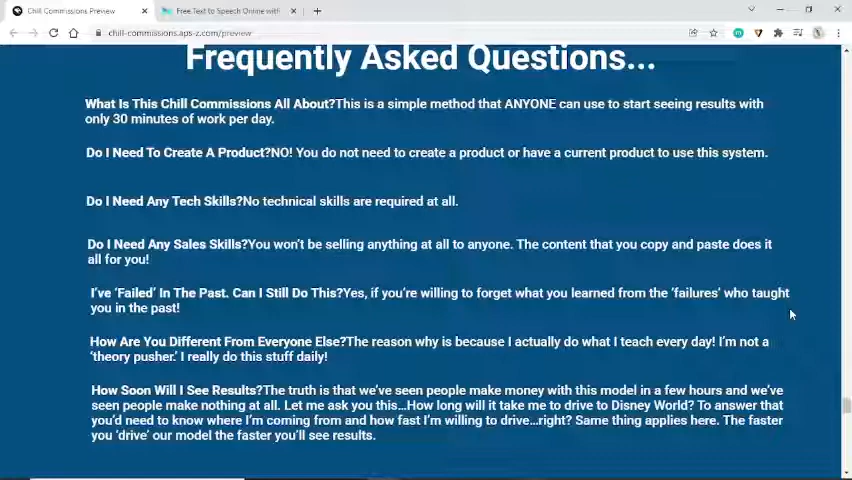 Chill Commissions Preview
Free Text to Speech Online with
chill-commissions.aps-z.com/preview
Frequently Asked Questions...
What Is This Chill Commissions All About?This is a simple method that ANYONE can use to start seeing results with
only 30 minutes of work per day.
Do I Need To Create A Product?NO! You do not need to create a product or have a current product to use this system.
Do I Need Any Tech Skills?No technical skills are required at all.
Do I Need Any Sales Skills?You won't be selling anything at all to anyone. The content that you copy and paste does it
all for you!
I've 'Failed' In The Past. Can I Still Do This?Yes, if you're willing to forget what you learned from the 'failures' who taught
you in the past!
How Are You Different From Everyone Else?The reason why is because I actually do what I teach every day! I'm not a
'theory pusher.' I really do this stuff daily!
How Soon Will I See Results?The truth is that we've seen people make money with this model in a few hours and we've
seen people make nothing at all. Let me ask you this...How long will it take me to drive to Disney World? To answer that
you'd need to know where I'm coming from and how fast I'm willing to drive...right? Same thing applies here. The faster
you 'drive' our model the faster you'll see results.